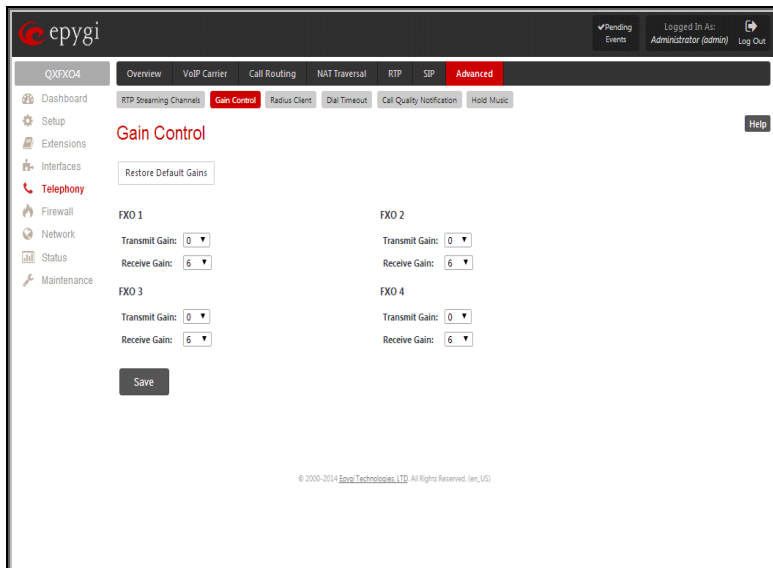 epygi
✔Pending Events
Logged In As:
Administrator (admin)
Log Out
QXFXO4
Overview VoIP Carrier Call Routing NAT Traversal RTP SIP Advanced
Dashboard
Setup
Extensions
Interfaces
Telephony
Firewall
Network
Status
Maintenance
RTP Streaming Channels Gain Control Radius Client Dial Timeout Call Quality Notification Hold Music
Gain Control
Help
Restore Default Gains
FXO 1
Transmit Gain: 0
Receive Gain: 6
FXO 2
Transmit Gain: 0
Receive Gain: 6
FXO 3
Transmit Gain: 0
Receive Gain: 6
FXO 4
Transmit Gain: 0
Receive Gain: 6
Save
© 2000-2014 Epygi Technologies, LTD. All Rights Reserved. (en_US)